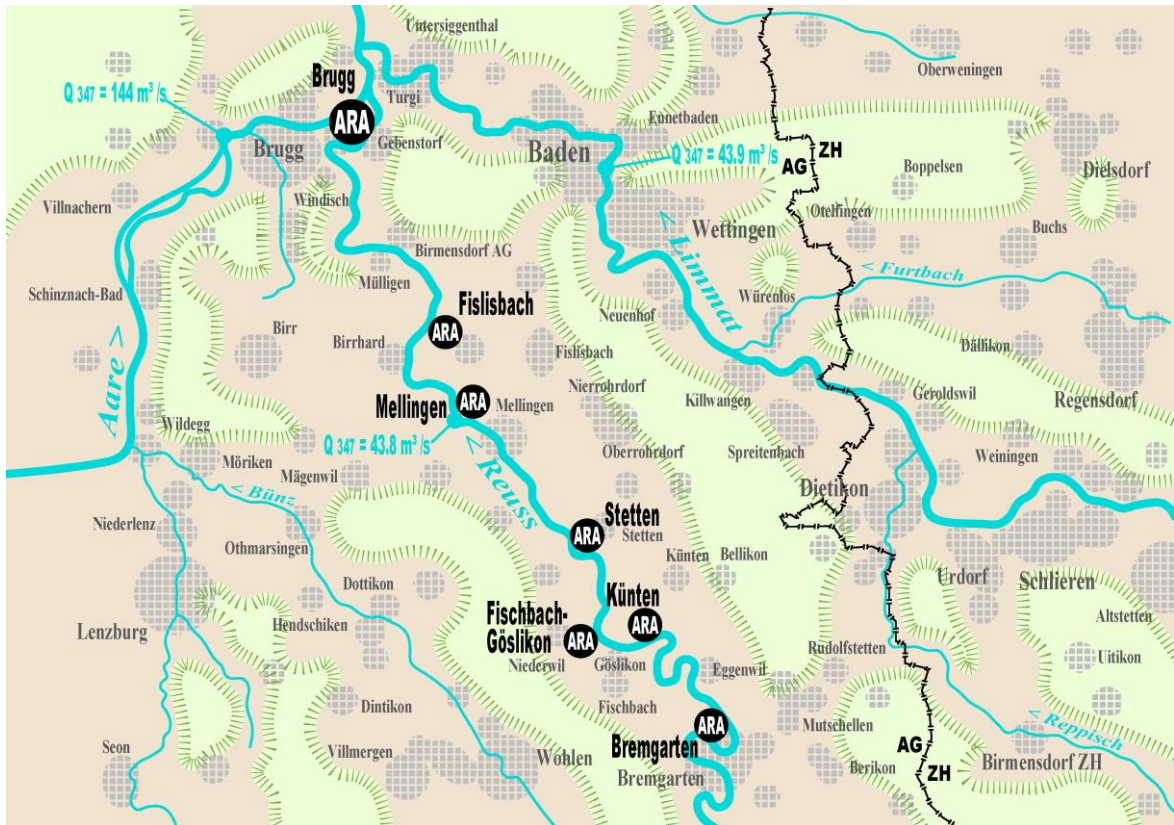 Untersiggenthal
Oberweningen
Brugg
Q 347 = 144 m³/s
Turgi
ARA
Gebenstorf
Ennetbaden
Brugg
Baden
Q 347 = 43.9 m³/s
AG
ZH
Boppelsen
Dielsdorf
Villnachern
Windisch
Otelfingen
Wettingen
Buchs
Birmensdorf AG
< Limmat
< Furtbach
Schinznach-Bad
Mülligen
Würenlos
Fislisbach
Neuenhof
Birr
ARA
Birrhard
Fislisbach
Dällikon
Aare >
Nierrohrdorf
Killwangen
Geroldswil
Regensdorf
Mellingen
ARA
Mellingen
Wildegg
Q 347 = 43.8 m³/s
Oberrohrdorf
Spreitenbach
Weiningen
Möriken
Mägenwil
< Reuss
< Bünz
Dietikon
Niederlenz
Stetten
ARA
Stetten
Othmarsingen
Künten
Bellikon
Dottikon
Urdorf
Schlieren
Künten
Altstetten
Hendschiken
Fischbach-
Göslikon
ARA
ARA
Lenzburg
Rudolfstetten
Uitikon
Niederwil
Göslikon
Eggenwil
Dintikon
Fischbach
Mutschellen
< Reppisch
ARA
Seon
Villmergen
Wohlen
Bremgarten
AG
Bremgarten
Berikon
ZH
Birmensdorf ZH